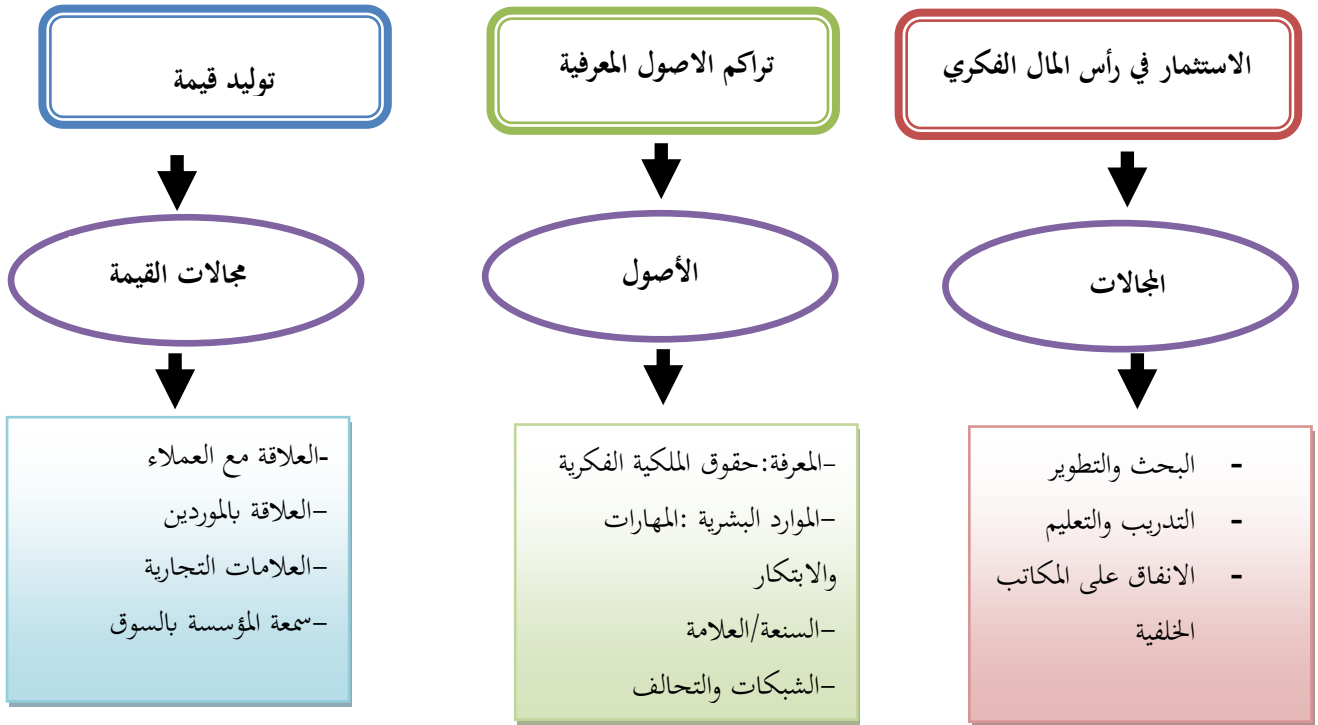 الاستثمار في رأس المال الفكري
المجالات
- البحث والتطوير
- التدريب والتعليم
- الانفاق على المكاتب
الخلفية
تراكم الاصول المعرفية
الأصول
-المعرفة:حقوق الملكية الفكرية
-الموارد البشرية :المهارات
والابتكار
-السنعة/العلامة
-الشبكات والتحالف
توليد قيمة
مجالات القيمة
-العلاقة مع العملاء
-العلاقة بالموردين
-العلامات التجارية
-سمعة المؤسسة بالسوق